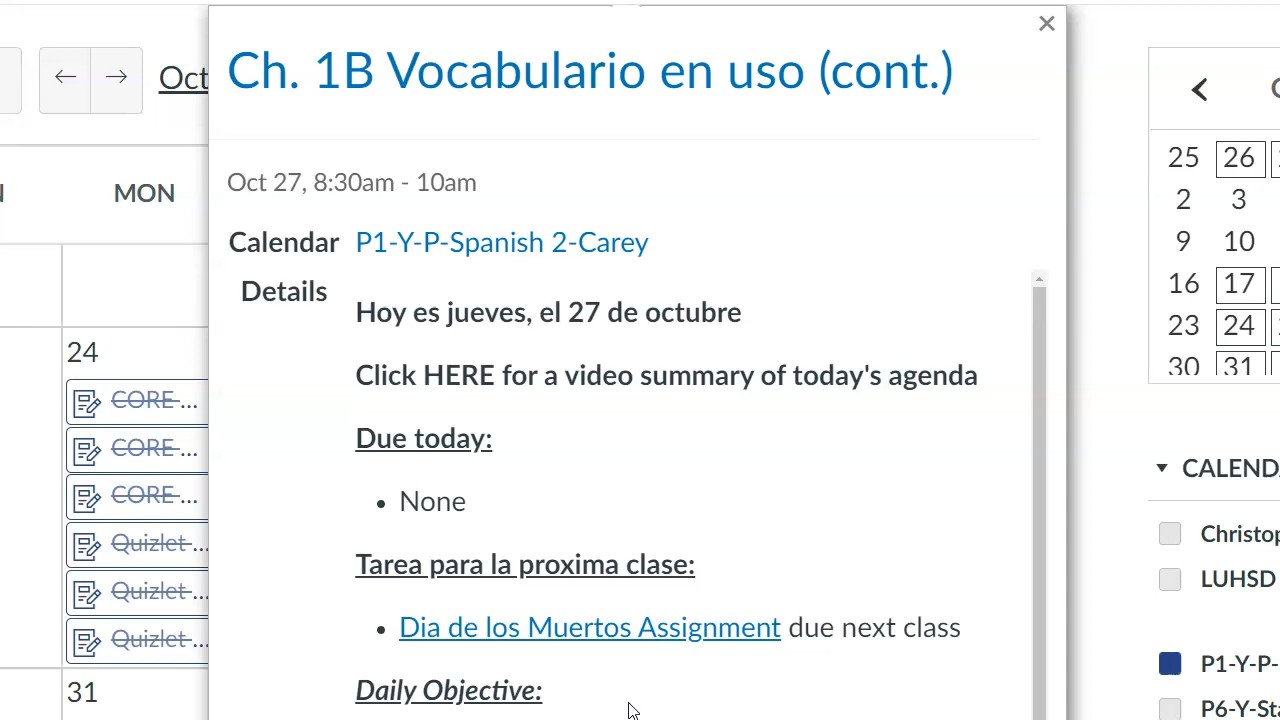 Ch. 1B Vocabulario en uso (cont.)
Oct
MON
Oct 27, 8:30am - 10am
Calendar P1-Y-P-Spanish 2-Carey
Details
Hoy es jueves, el 27 de octubre
Click HERE for a video summary of today's agenda
Due today:
• None
Tarea para la proxima clase:
• Dia de los Muertos Assignment due next class
Daily Objective:
24
CORE ...
CORE ...
CORE ...
Quizlet ...
Quizlet ...
Quizlet ...
31
25 26
2 3
9 10
16 17
23 24
30 31
CALEND
Christop
LUHSD
P1-Y-P-
P6-Y-Sta